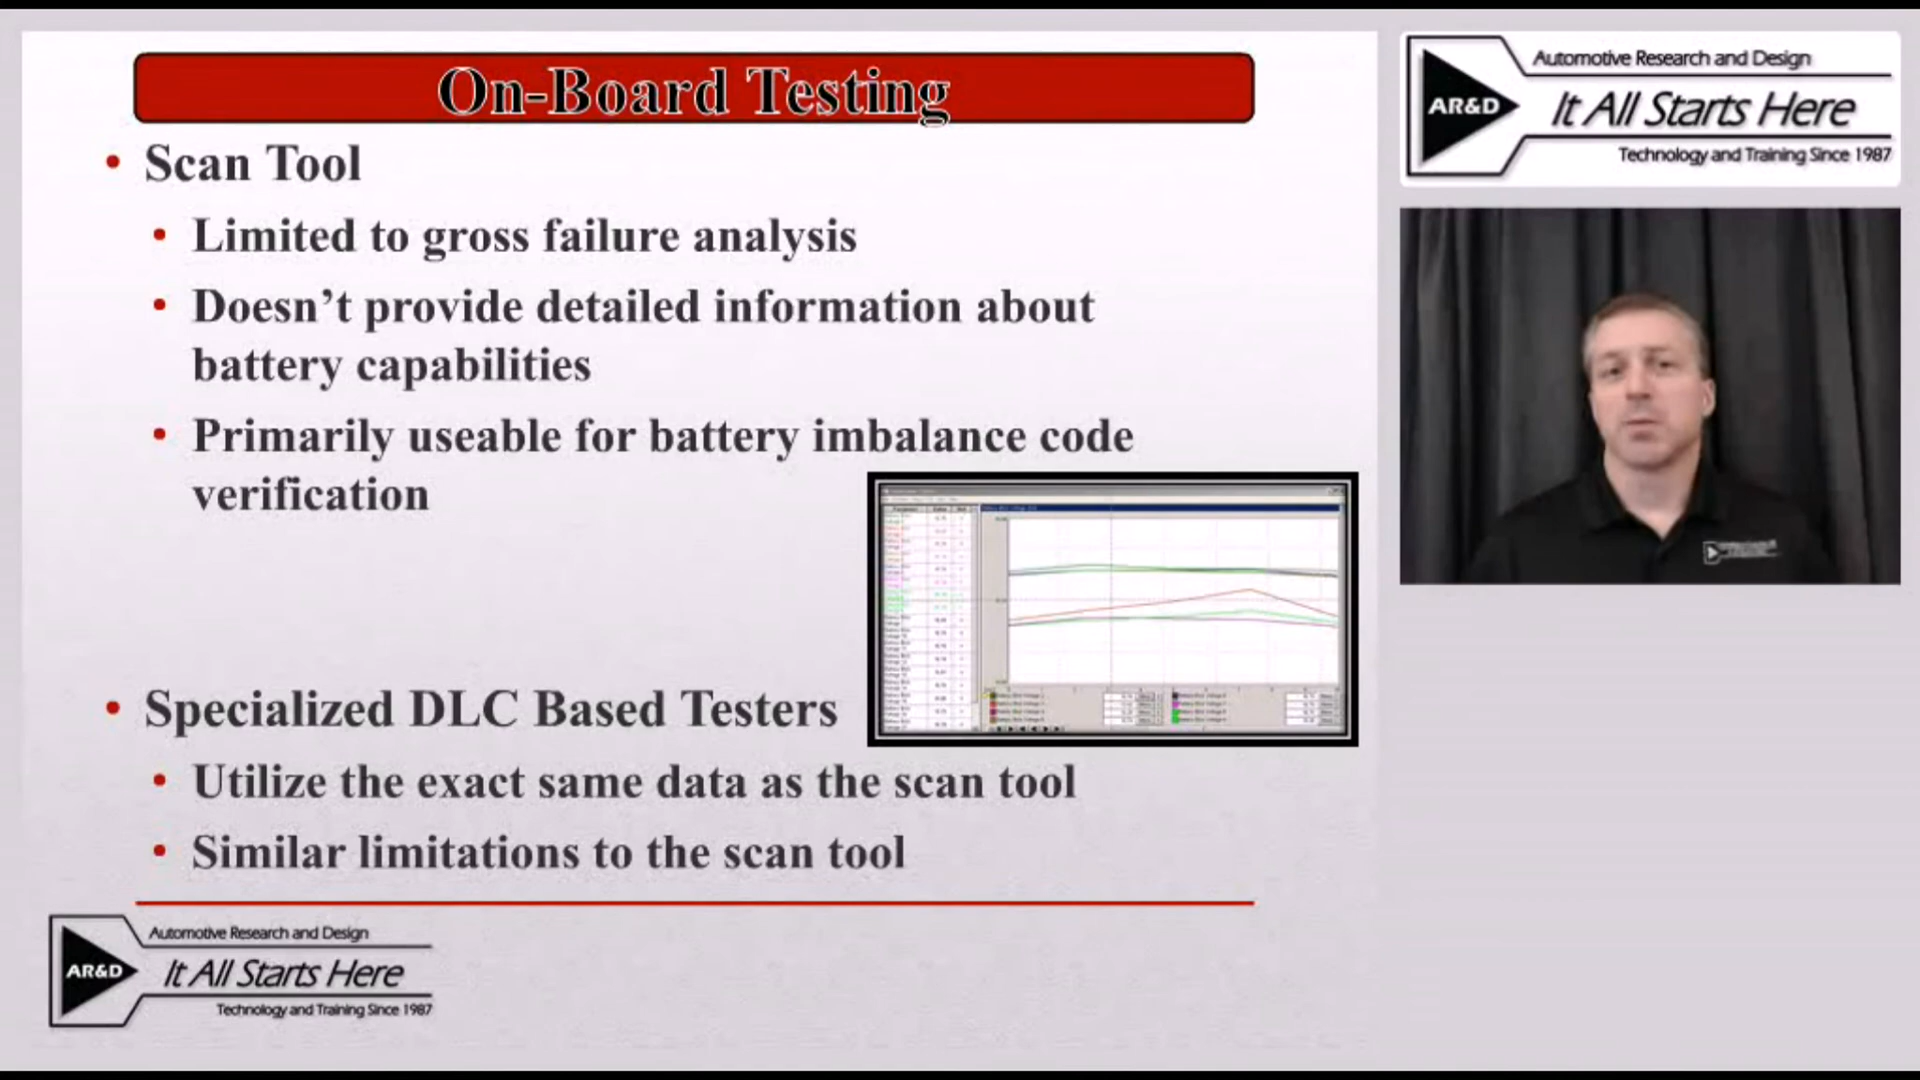 On-Board Testing
Scan Tool
Limited to gross failure analysis
Doesn't provide detailed information about
battery capabilities
Primarily useable for battery imbalance code
verification
Specialized DLC Based Testers
Utilize the exact same data as the scan tool
Similar limitations to the scan tool
Automotive Research and Design
AR&D
It All Starts Here
Technology and Training Since 1987
Automotive Research and Design
AR&D
It All Starts Here
Technology and Training Since 1987